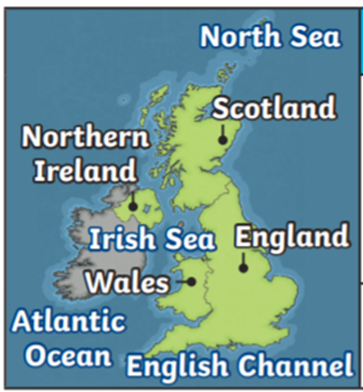 North Sea
Scotland
Northern
Ireland
Irish Sea
England
Wales
Atlantic
Ocean
English Channel